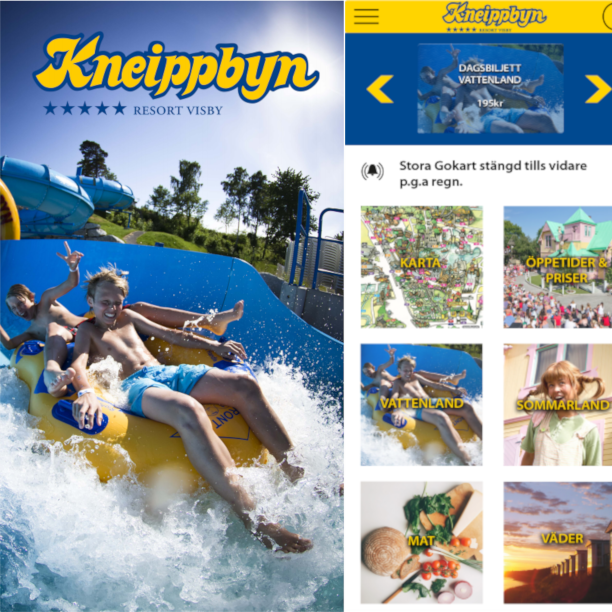 Kneippbyn
RESORT VISBY
Kneippbyn
RESORT VISBY
DAGSBILJETT
VATTENLAND
195kr
Stora Gokart stängd tills vidare
p.g.a regn.
KARTA
ÖPPETIDER &
PRISER
VATTENLAND
SOMMARLAND
MAT
VÄDER